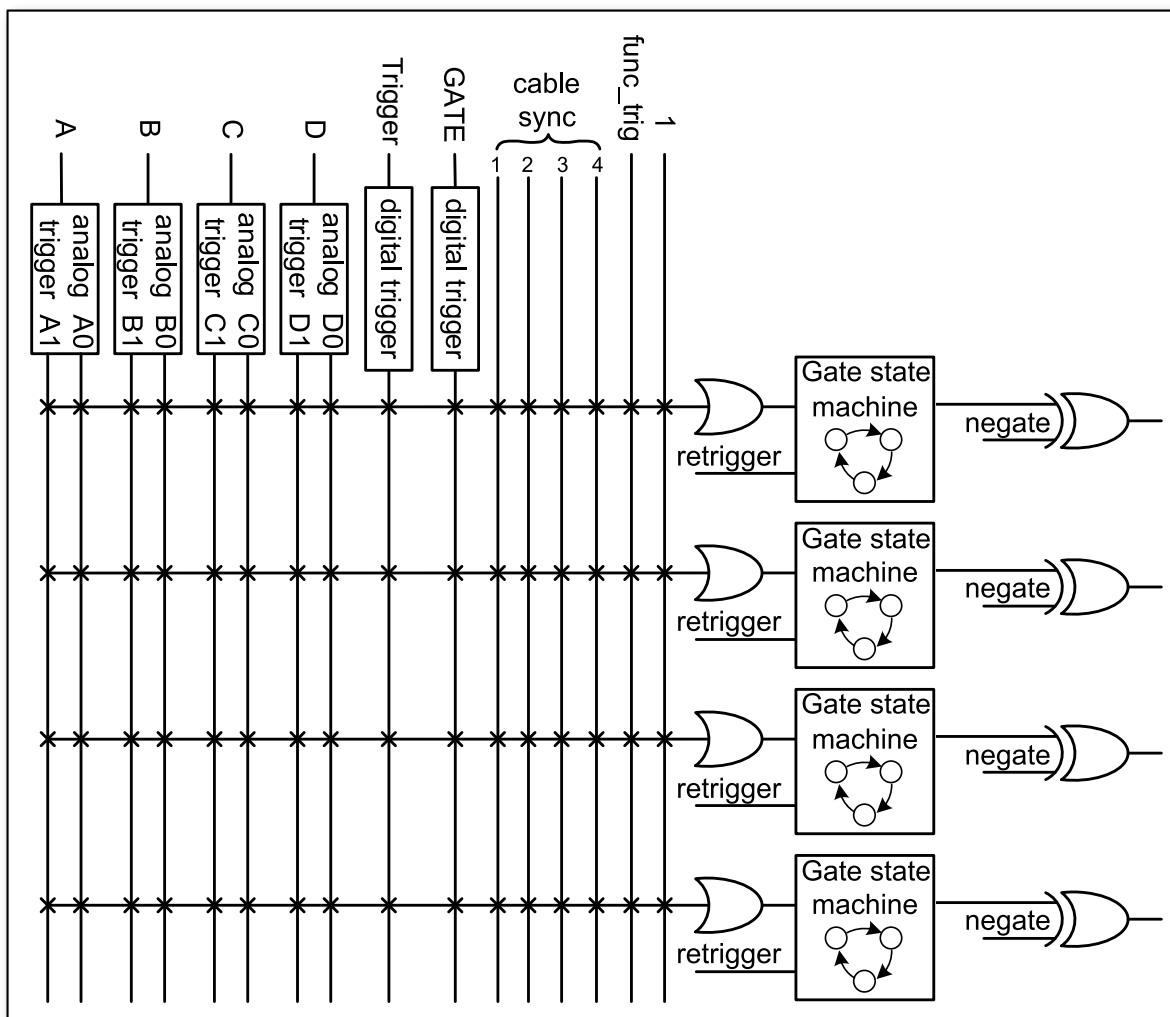 A
B
C
D
Trigger
GATE
cable
sync
1
2
3
4
func_trig
1
analog A0
trigger A1
analog B0
trigger B1
analog C0
trigger C1
analog D0
trigger D1
digital trigger
digital trigger
Gate state
machine
retrigger
negate
Gate state
machine
retrigger
negate
Gate state
machine
retrigger
negate
Gate state
machine
retrigger
negate